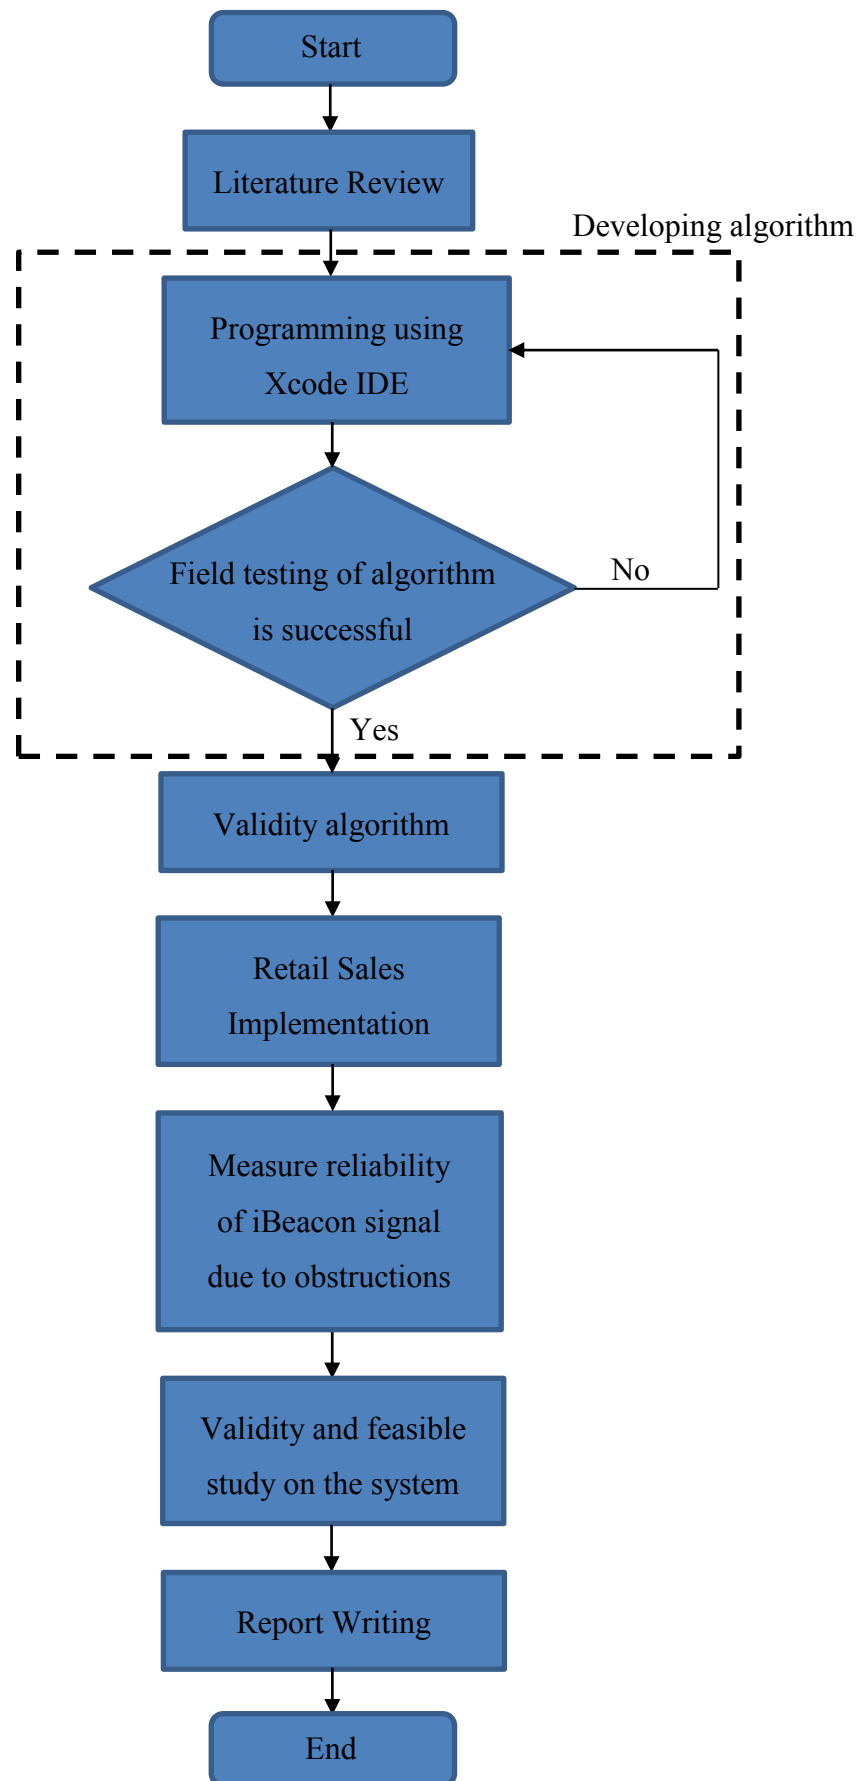 Start
Literature Review
Developing algorithm
Programming using
Xcode IDE
Field testing of algorithm
is successful
No
Yes
Validity algorithm
Retail Sales
Implementation
Measure reliability
of iBeacon signal
due to obstructions
Validity and feasible
study on the system
Report Writing
End